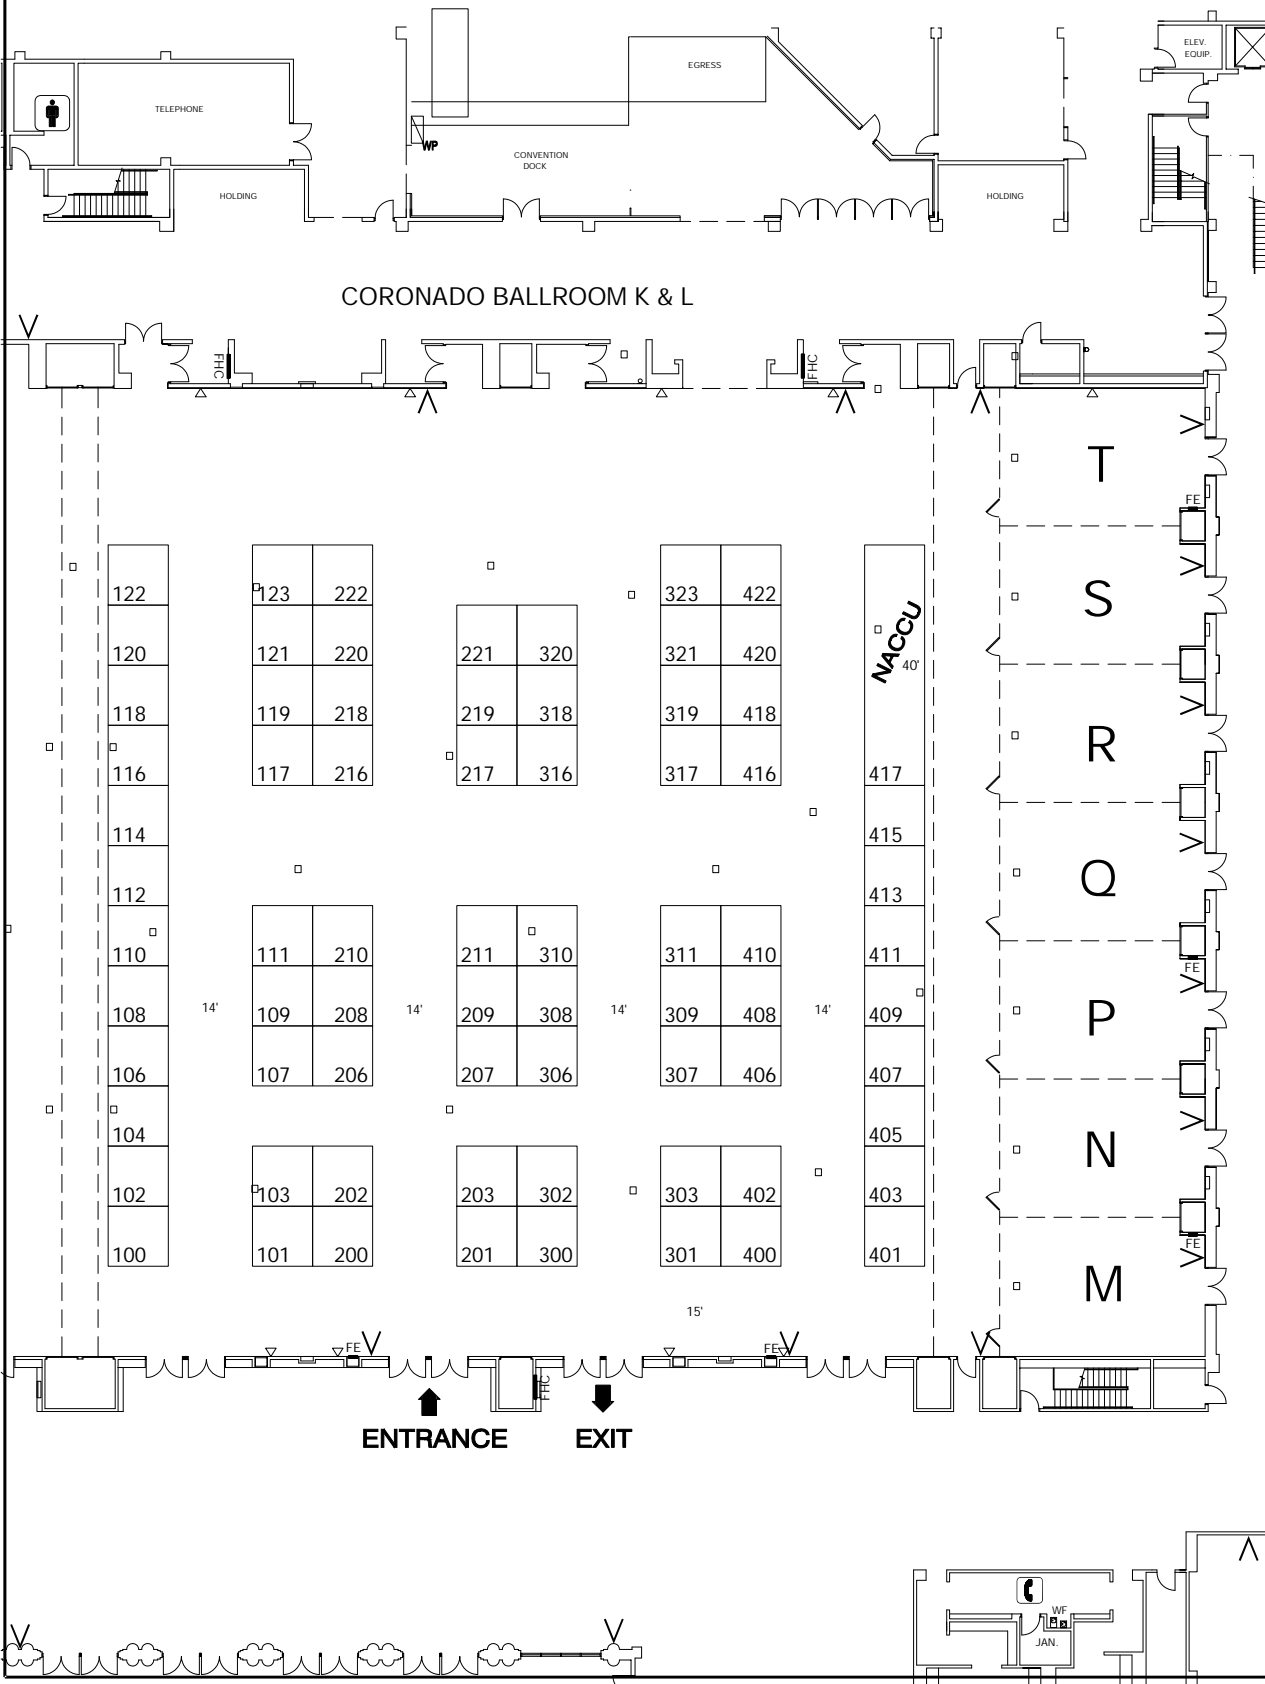 ELEV.
EQUIP.
EGRESS
TELEPHONE
WP
CONVENTION
DOCK
HOLDING
HOLDING
CORONADO BALLROOM K & L
FHC
FHC
T
FE
122
123 222
323 422
S
NACCU
40'
120
121 220
221 320
321 420
118
119 218
219 318
319 418
R
116
117 216
217 316
317 416
417
114
415
112
413
Q
110
111 210
211 310
311 410
411
FE
108
14'
109 208
14'
209 308
14'
309 408
14'
409
P
106
107 206
207 306
307 406
407
104
405
N
102
103 202
203 302
303 402
403
FE
100
101 200
201 300
301 400
401
M
15'
FE
FE
FHC
ENTRANCE
EXIT
WF
JAN.